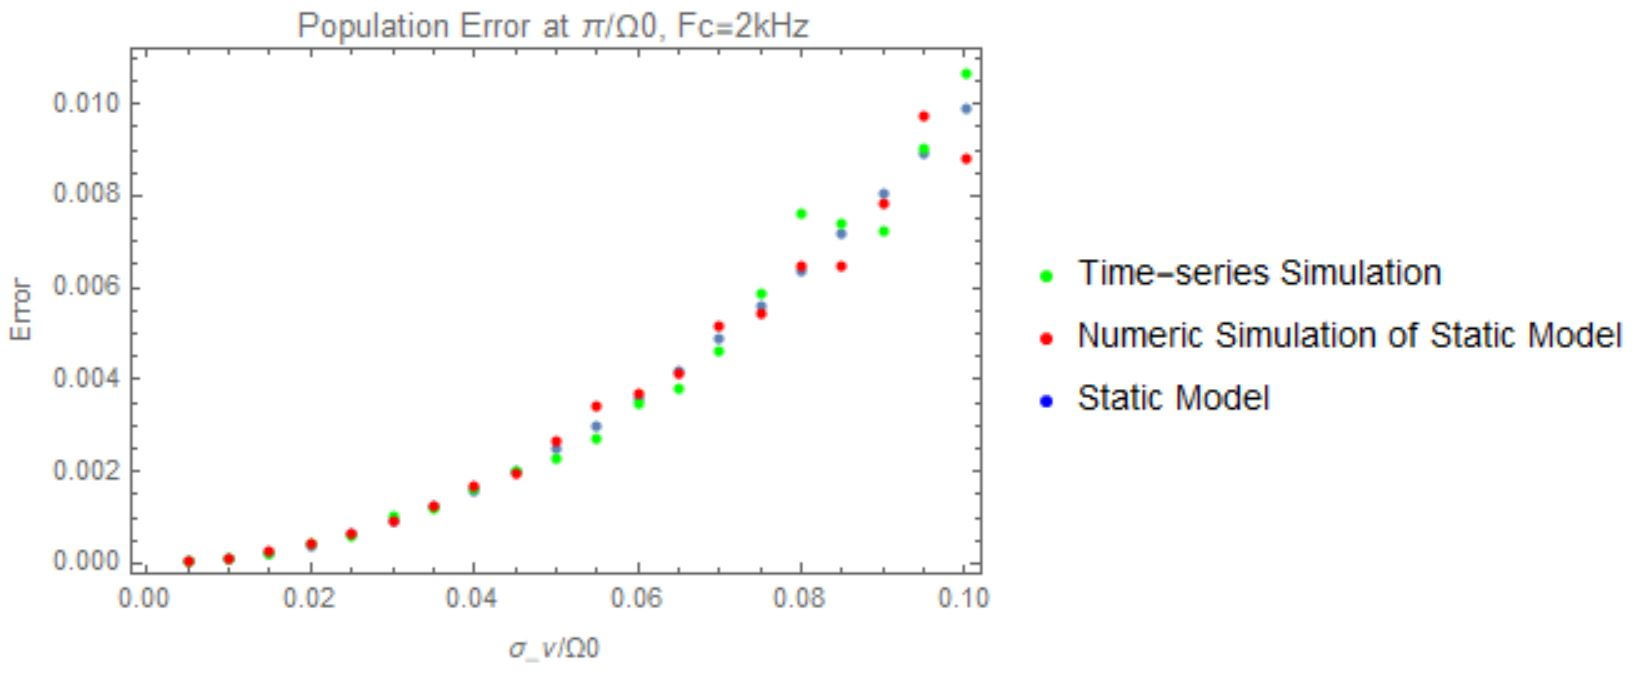 Population Error at π/Ω0, Fc=2kHz
0.010
0.008
0.006
0.004
0.002
0.000
Error
0.00 0.02 0.04 0.06 0.08 0.10
σ_ν/Ω0
Time-series Simulation
Numeric Simulation of Static Model
Static Model